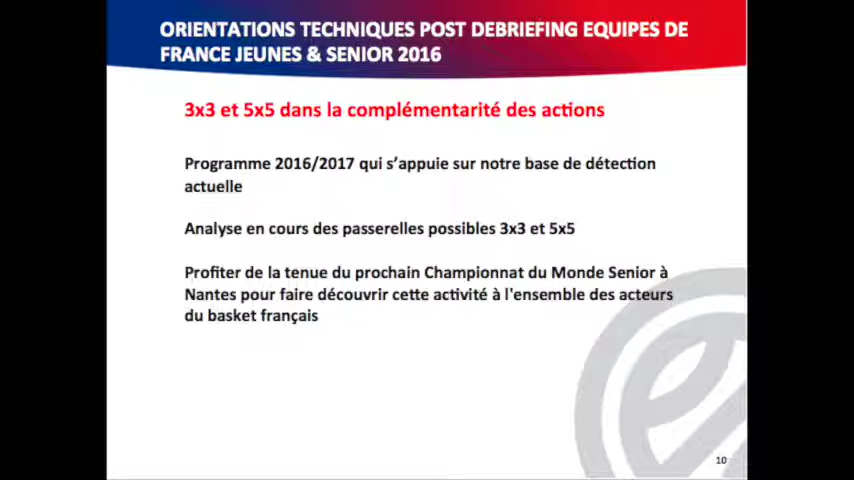 ORIENTATIONS TECHNIQUES POST DEBRIEFING EQUIPES DE
FRANCE JEUNES & SENIOR 2016
3x3 et 5x5 dans la complémentarité des actions
Programme 2016/2017 qui s’appuie sur notre base de détection
actuelle
Analyse en cours des passerelles possibles 3x3 et 5x5
Profiter de la tenue du prochain Championnat du Monde Senior à
Nantes pour faire découvrir cette activité à l'ensemble des acteurs
du basket français
10